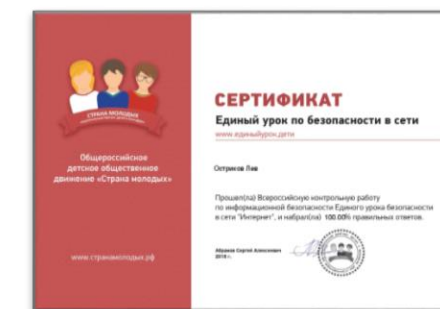 СТРАНА МОЛОДЫХ
Общероссийское
детское общественное
движение «Страна молодых»
www.странамолодых.рф
СЕРТИФИКАТ
Единый урок по безопасности в сети
www.единыйурок.дети
Остриков Лев
Прошел(ла) Всероссийскую контрольную работу
по информационной безопасности Единого урока безопасности
в сети "Интернет", и набрал(ла) 100.00% правильных ответов.
Абрамов Сергей Алексеевич
2018 г.